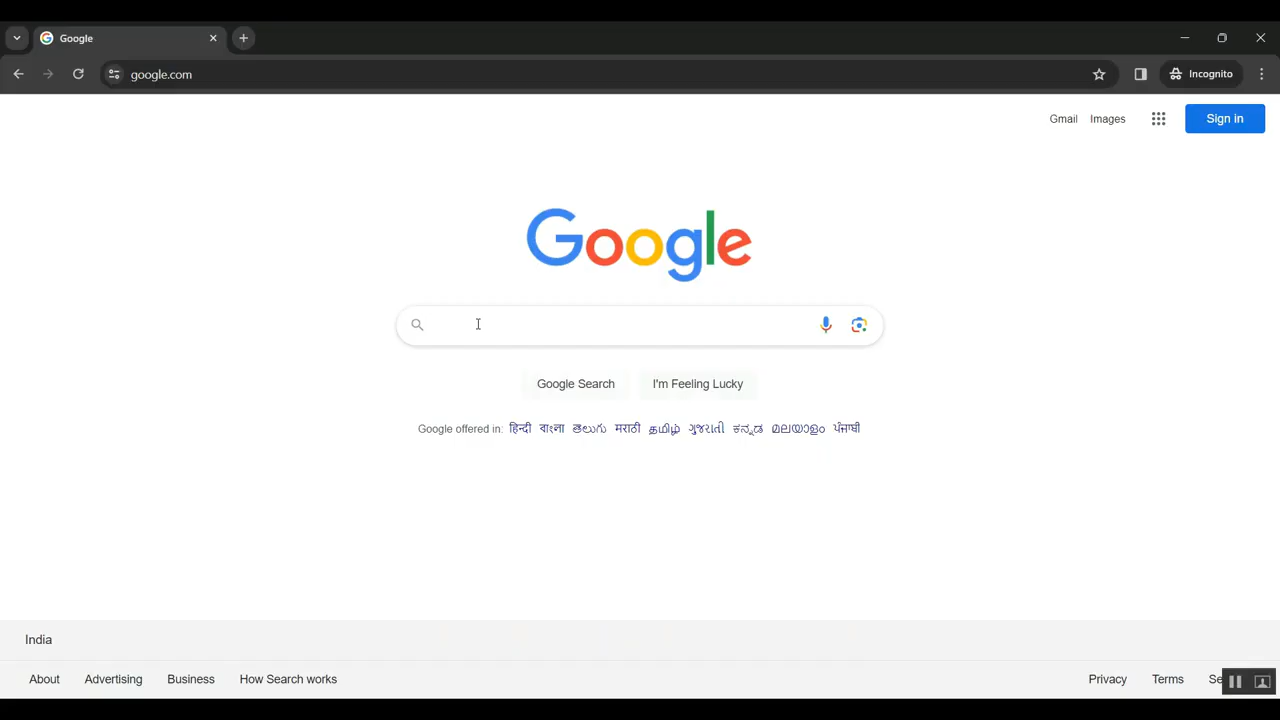 Google
google.com
Incognito
Gmail Images Sign in
Google
Google Search I'm Feeling Lucky
Google offered in: हिन्दी বাংলা తెలుగు मराठी தமிழ் ગુજરાતી ಕನ್ನಡ മലയാളം ਪੰਜਾਬੀ
India
About Advertising Business How Search works Privacy Terms Se